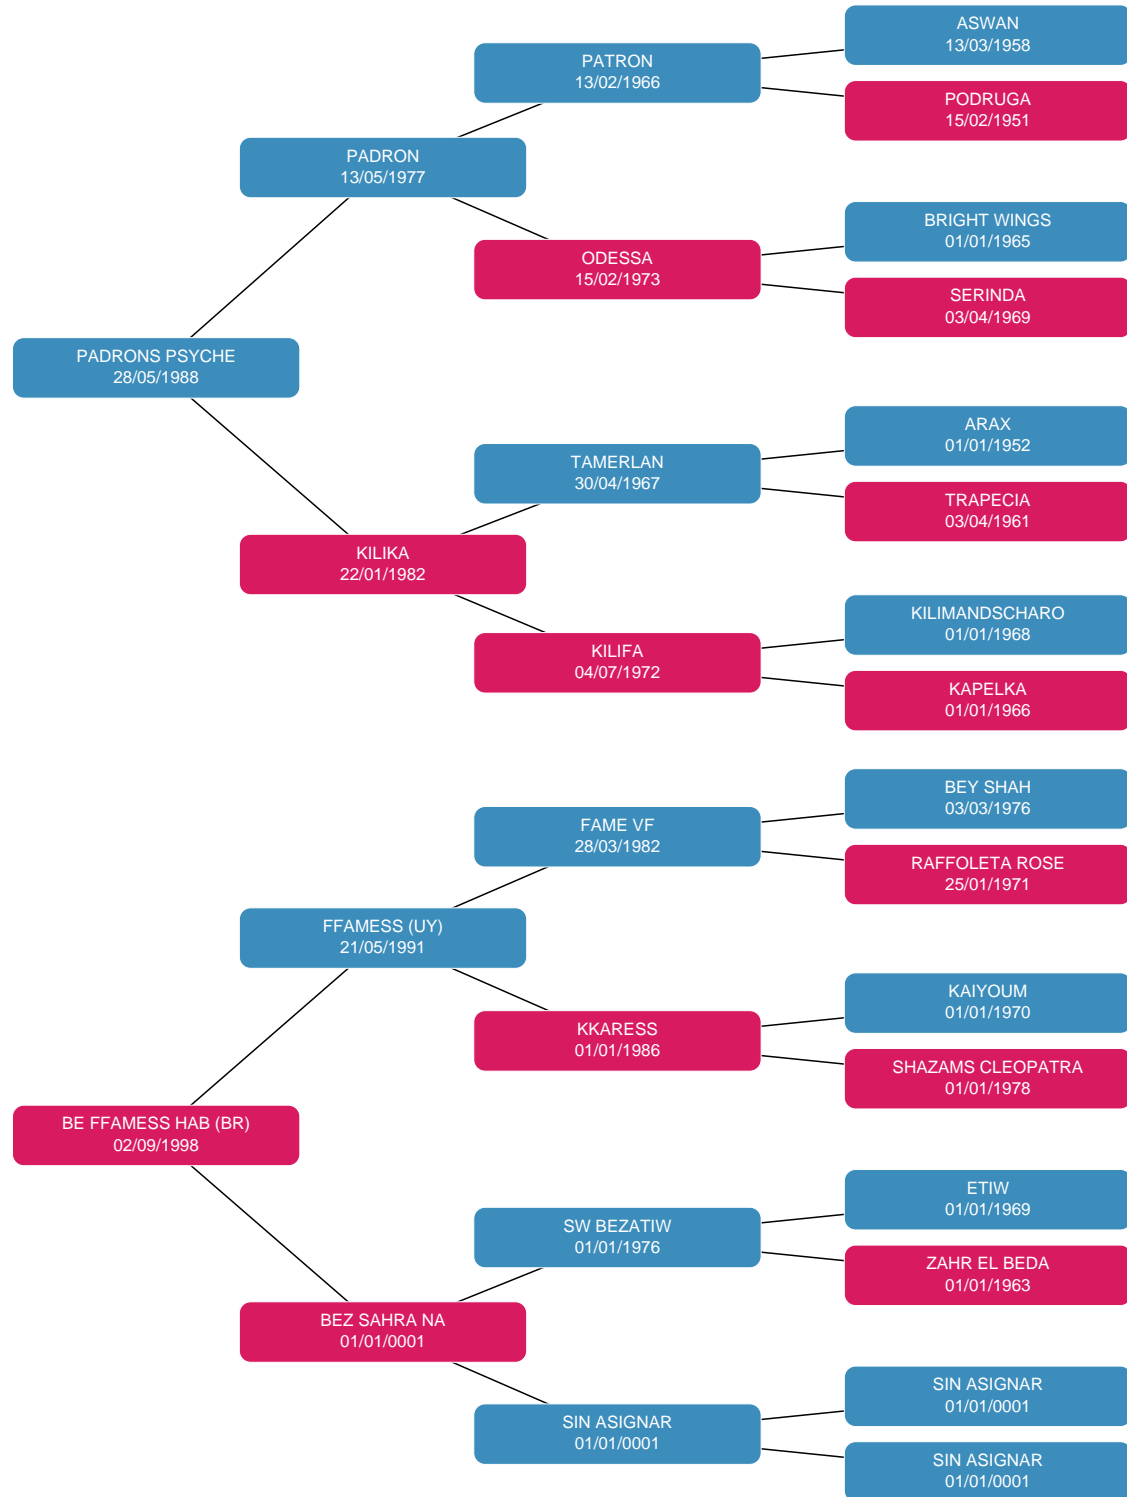 ASWAN
13/03/1958
PATRON
13/02/1966
PODRUGA
15/02/1951
PADRON
13/05/1977
BRIGHT WINGS
01/01/1965
ODESSA
15/02/1973
SERINDA
03/04/1969
PADRONS PSYCHE
28/05/1988
ARAX
01/01/1952
TAMERLAN
30/04/1967
TRAPECIA
03/04/1961
KILIKA
22/01/1982
KILIMANDSCHARO
01/01/1968
KILIFA
04/07/1972
KAPELKA
01/01/1966
BEY SHAH
03/03/1976
FAME VF
28/03/1982
RAFFOLETA ROSE
25/01/1971
FFAMESS (UY)
21/05/1991
KAIYOUM
01/01/1970
KKARESS
01/01/1986
SHAZAMS CLEOPATRA
01/01/1978
BE FFAMESS HAB (BR)
02/09/1998
ETIW
01/01/1969
SW BEZATIW
01/01/1976
ZAHR EL BEDA
01/01/1963
BEZ SAHRA NA
01/01/0001
SIN ASIGNAR
01/01/0001
SIN ASIGNAR
01/01/0001
SIN ASIGNAR
01/01/0001